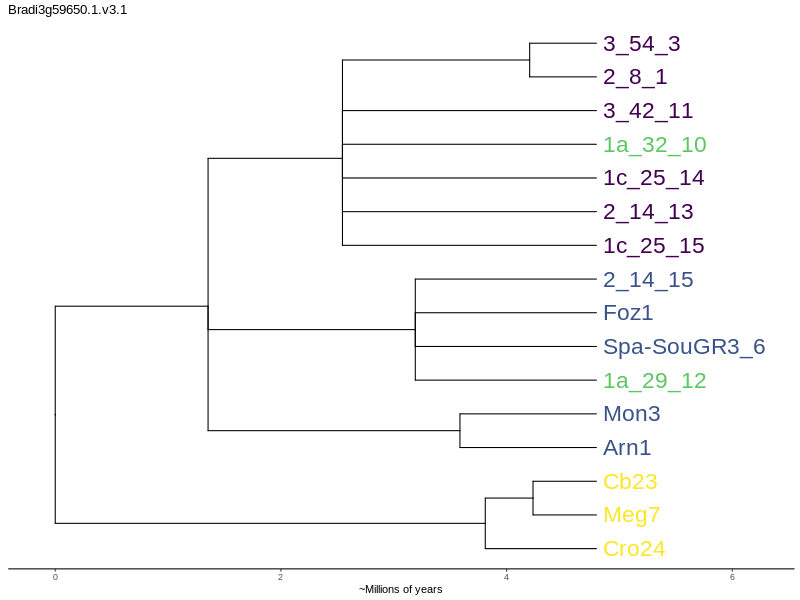 Bradi3g59650.1.v3.1
3_54_3
2_8_1
3_42_11
1a_32_10
1c_25_14
2_14_13
1c_25_15
2_14_15
Foz1
Spa-SouGR3_6
1a_29_12
Mon3
Arn1
Cb23
Meg7
Cro24
0 2 4 6
~Millions of years